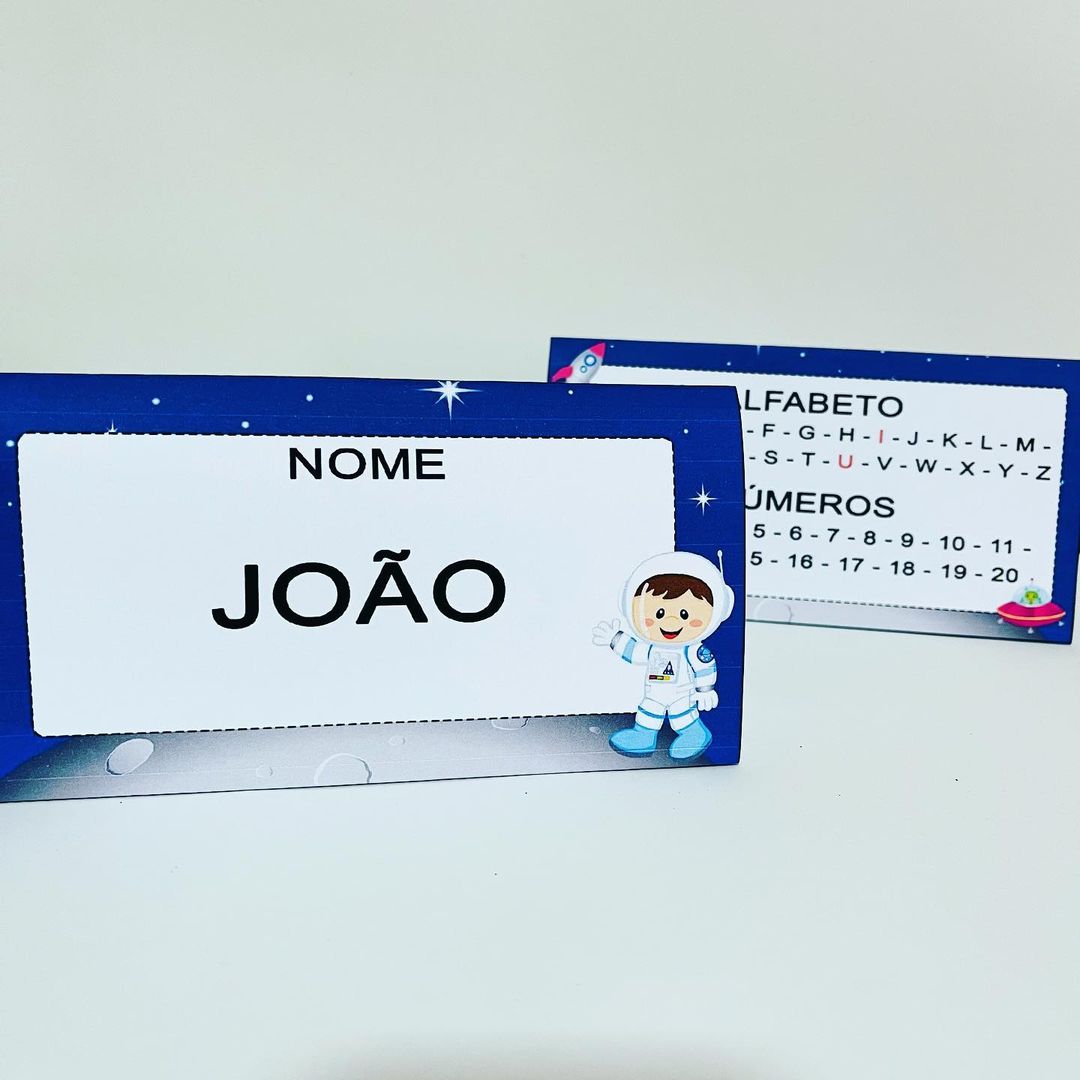 NOME
JOÃO
LFABETO
- F - G - H - I - J - K - L - M -
- S - T - U - V - W - X - Y - Z
ÚMEROS
5 - 6 - 7 - 8 - 9 - 10 - 11 -
5 - 16 - 17 - 18 - 19 - 20